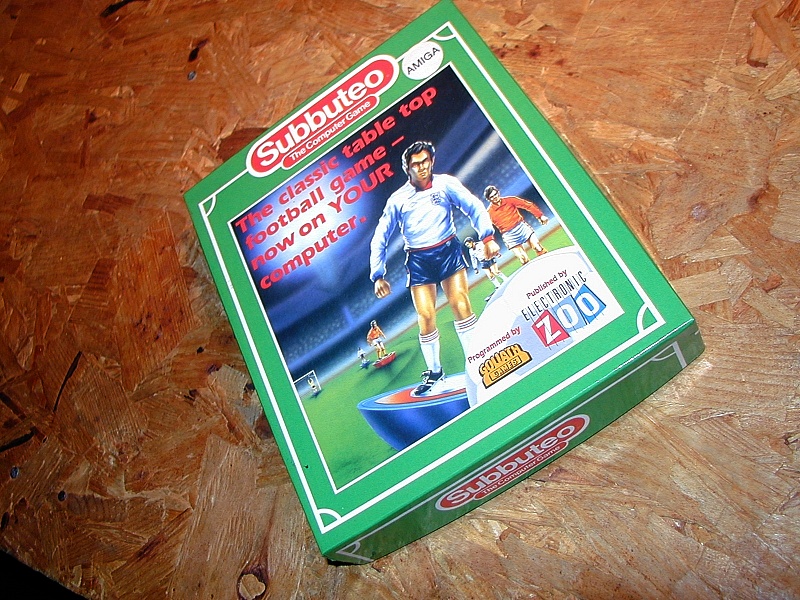 Subbuteo
The Computer Game
AMIGA
The classic table top
football game –
now on YOUR
computer.
Published by
ELECTRONIC
ZOO
Programmed by
GOLIATH
GAMES
Subbuteo
The Computer Game